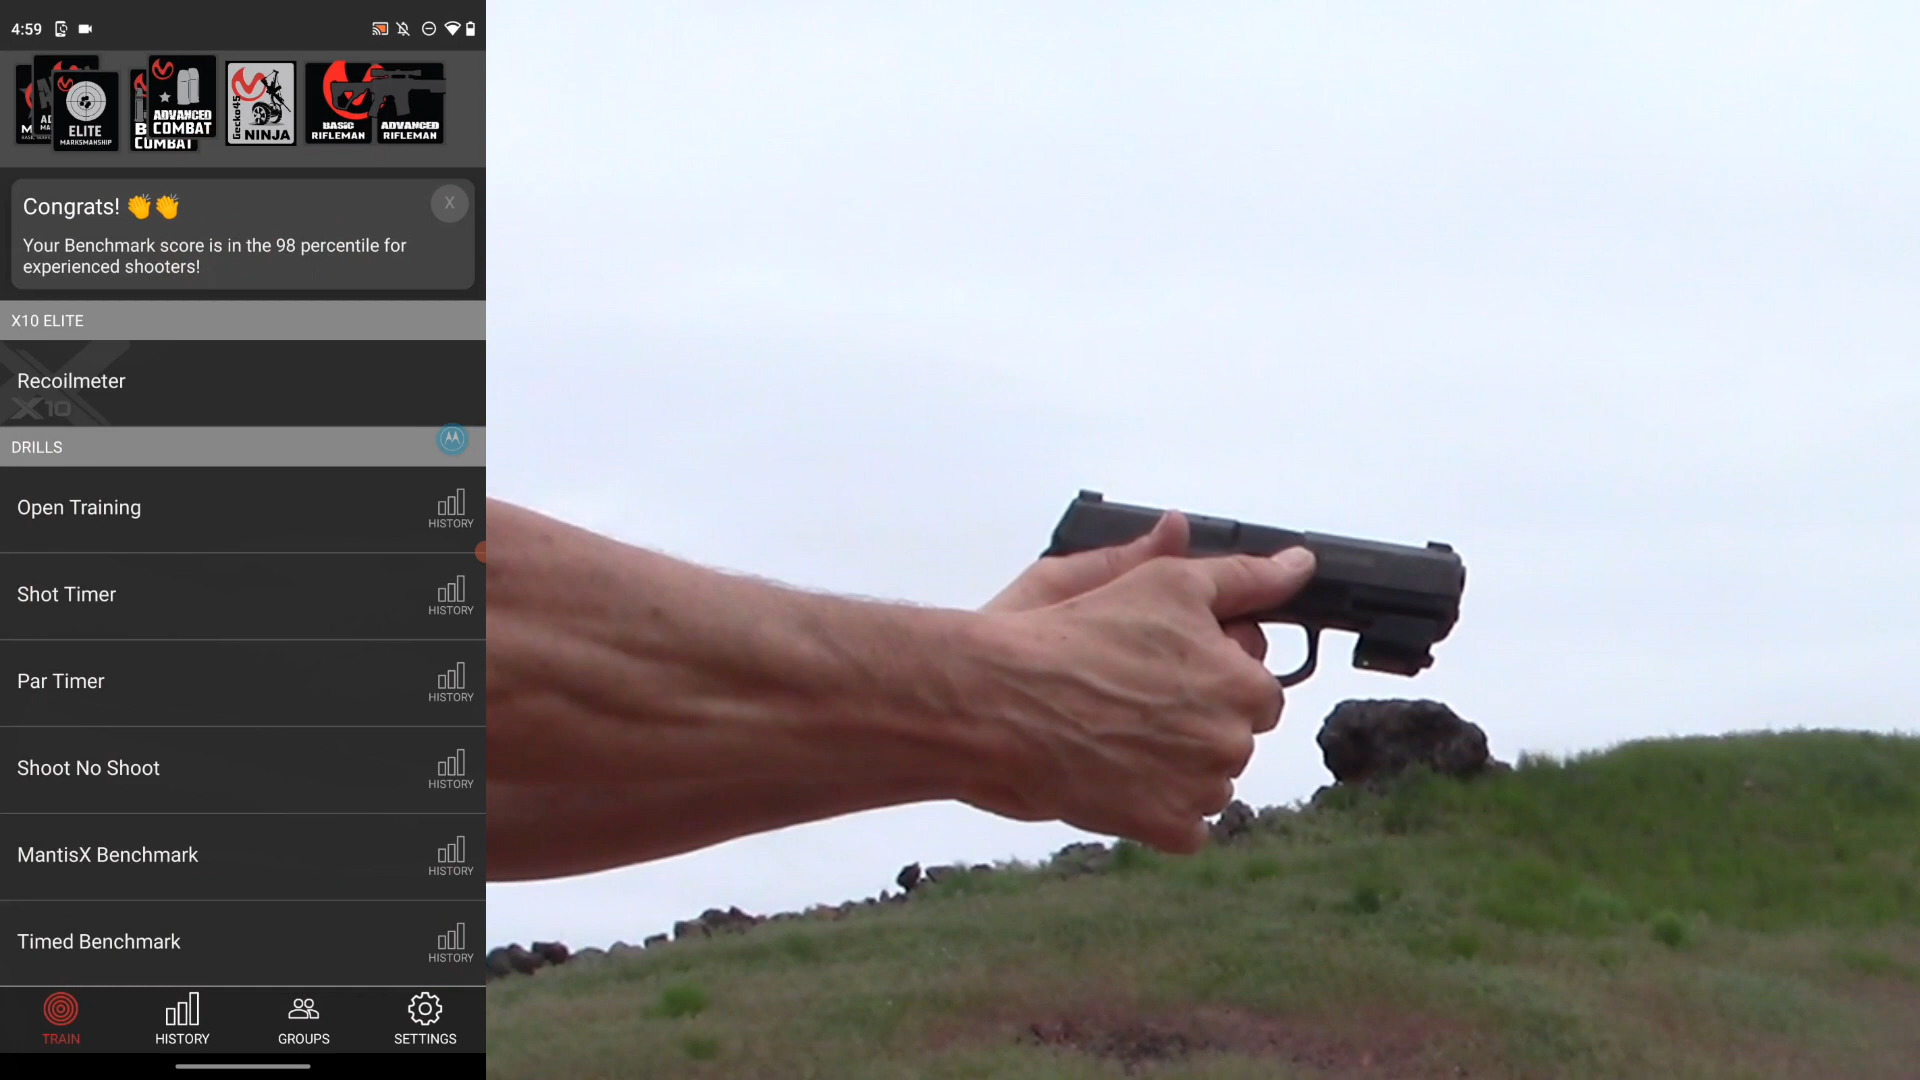 4:59
ELITE
MARKSMANSHIP
ADVANCED
COMBAT
COMBAT
Gecko45
NINJA
BASIC
RIFLEMAN
ADVANCED
RIFLEMAN
Congrats! 👏👏
X
Your Benchmark score is in the 98 percentile for
experienced shooters!
X10 ELITE
Recoilmeter
X10
DRILLS
Open Training
HISTORY
Shot Timer
HISTORY
Par Timer
HISTORY
Shoot No Shoot
HISTORY
MantisX Benchmark
HISTORY
Timed Benchmark
HISTORY
TRAIN
HISTORY
GROUPS
SETTINGS